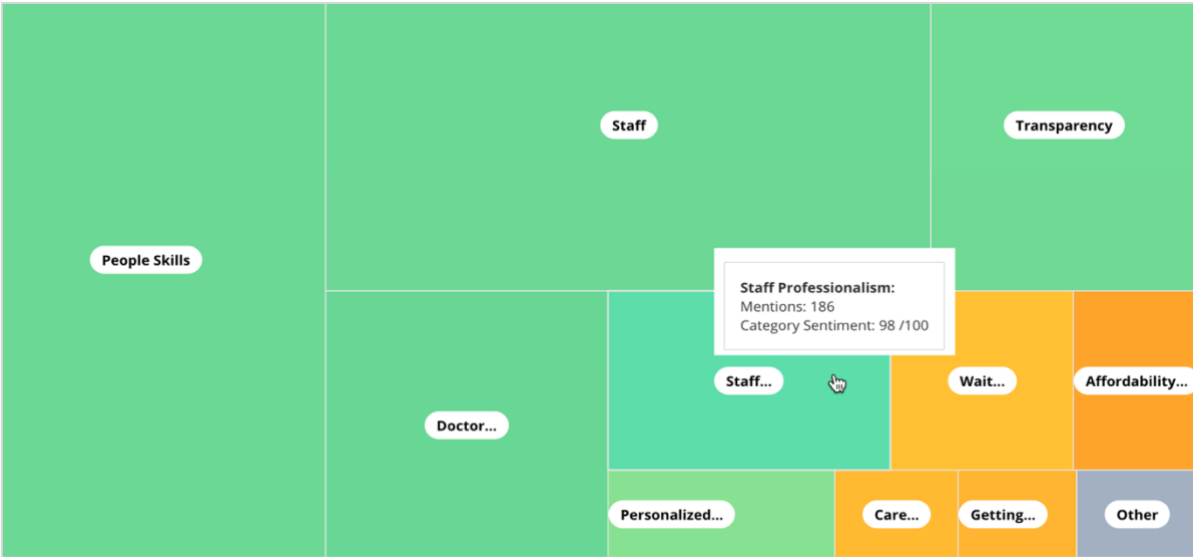 Staff
Transparency
People Skills
Staff Professionalism:
Mentions: 186
Category Sentiment: 98 /100
Staff...
Wait...
Affordability...
Doctor...
Personalized...
Care...
Getting...
Other